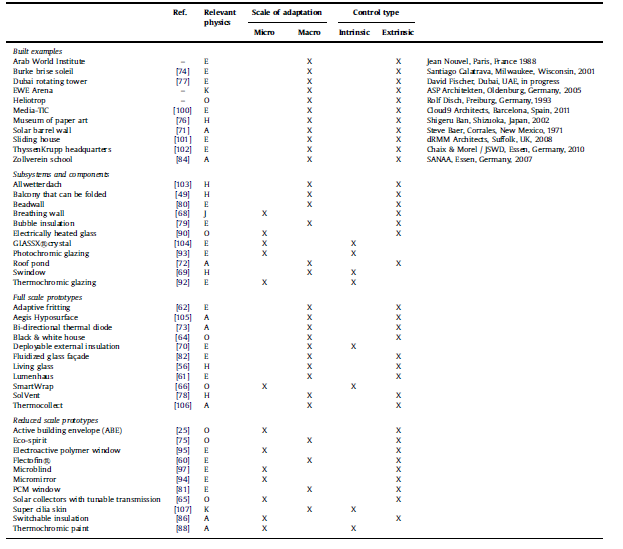 Ref. Relevant physics Scale of adaptation Control type
Micro Macro Intrinsic Extrinsic
Built examples
Arab World Institute – E X X Jean Nouvel, Paris, France 1988
Burke brise soleil [74] E X X Santiago Calatrava, Milwaukee, Wisconsin, 2001
Dubai rotating tower [77] E X X David Fischer, Dubai, UAE, in progress
EWE Arena – K X X ASP Architekten, Oldenburg, Germany, 2005
Heliotrop – O X X Rolf Disch, Freiburg, Germany, 1993
Media-TIC [100] E X X Cloud9 Architects, Barcelona, Spain, 2011
Museum of paper art [76] H X X Shigeru Ban, Shizuoka, Japan, 2002
Solar barrel wall [71] A X X Steve Baer, Corrales, New Mexico, 1971
Sliding house [101] E X X dRMM Architects, Suffolk, UK, 2008
ThyssenKrupp headquarters [102] E X X Chaix & Morel / JSWD, Essen, Germany, 2010
Zollverein school [84] A X X SANAA, Essen, Germany, 2007
Subsystems and components
Allwetterdach [103] H X X
Balcony that can be folded [49] H X X
Beadwall [80] E X X
Breathing wall [68] J X X
Bubble insulation [79] E X X
Electrically heated glass [90] O X X
GlASSX®crystal [104] E X X
Photochromic glazing [93] E X X
Roof pond [72] A X X
Swindow [69] H X X
Thermochromic glazing [92] E X X
Full scale prototypes
Adaptive fritting [62] E X X
Aegis Hyposurface [105] A X X
Bi-directional thermal diode [73] A X X
Black & white house [64] O X X
Deployable external insulation [70] E X X
Fluidized glass façade [82] E X X
Living glass [56] H X X
Lumenhaus [61] E X X
SmartWrap [66] O X X
SolVent [78] H X X
Thermocollect [106] A X X
Reduced scale prototypes
Active building envelope (ABE) [25] O X X
Eco-spirit [75] O X X
Electroactive polymer window [95] E X X
Flectofin® [60] E X X
Microblind [97] E X X
Micromirror [94] E X X
PCM window [81] E X X
Solar collectors with tunable transmission [65] O X X
Super cilia skin [107] K X X
Switchable insulation [86] A X X
Thermochromic paint [88] A X X